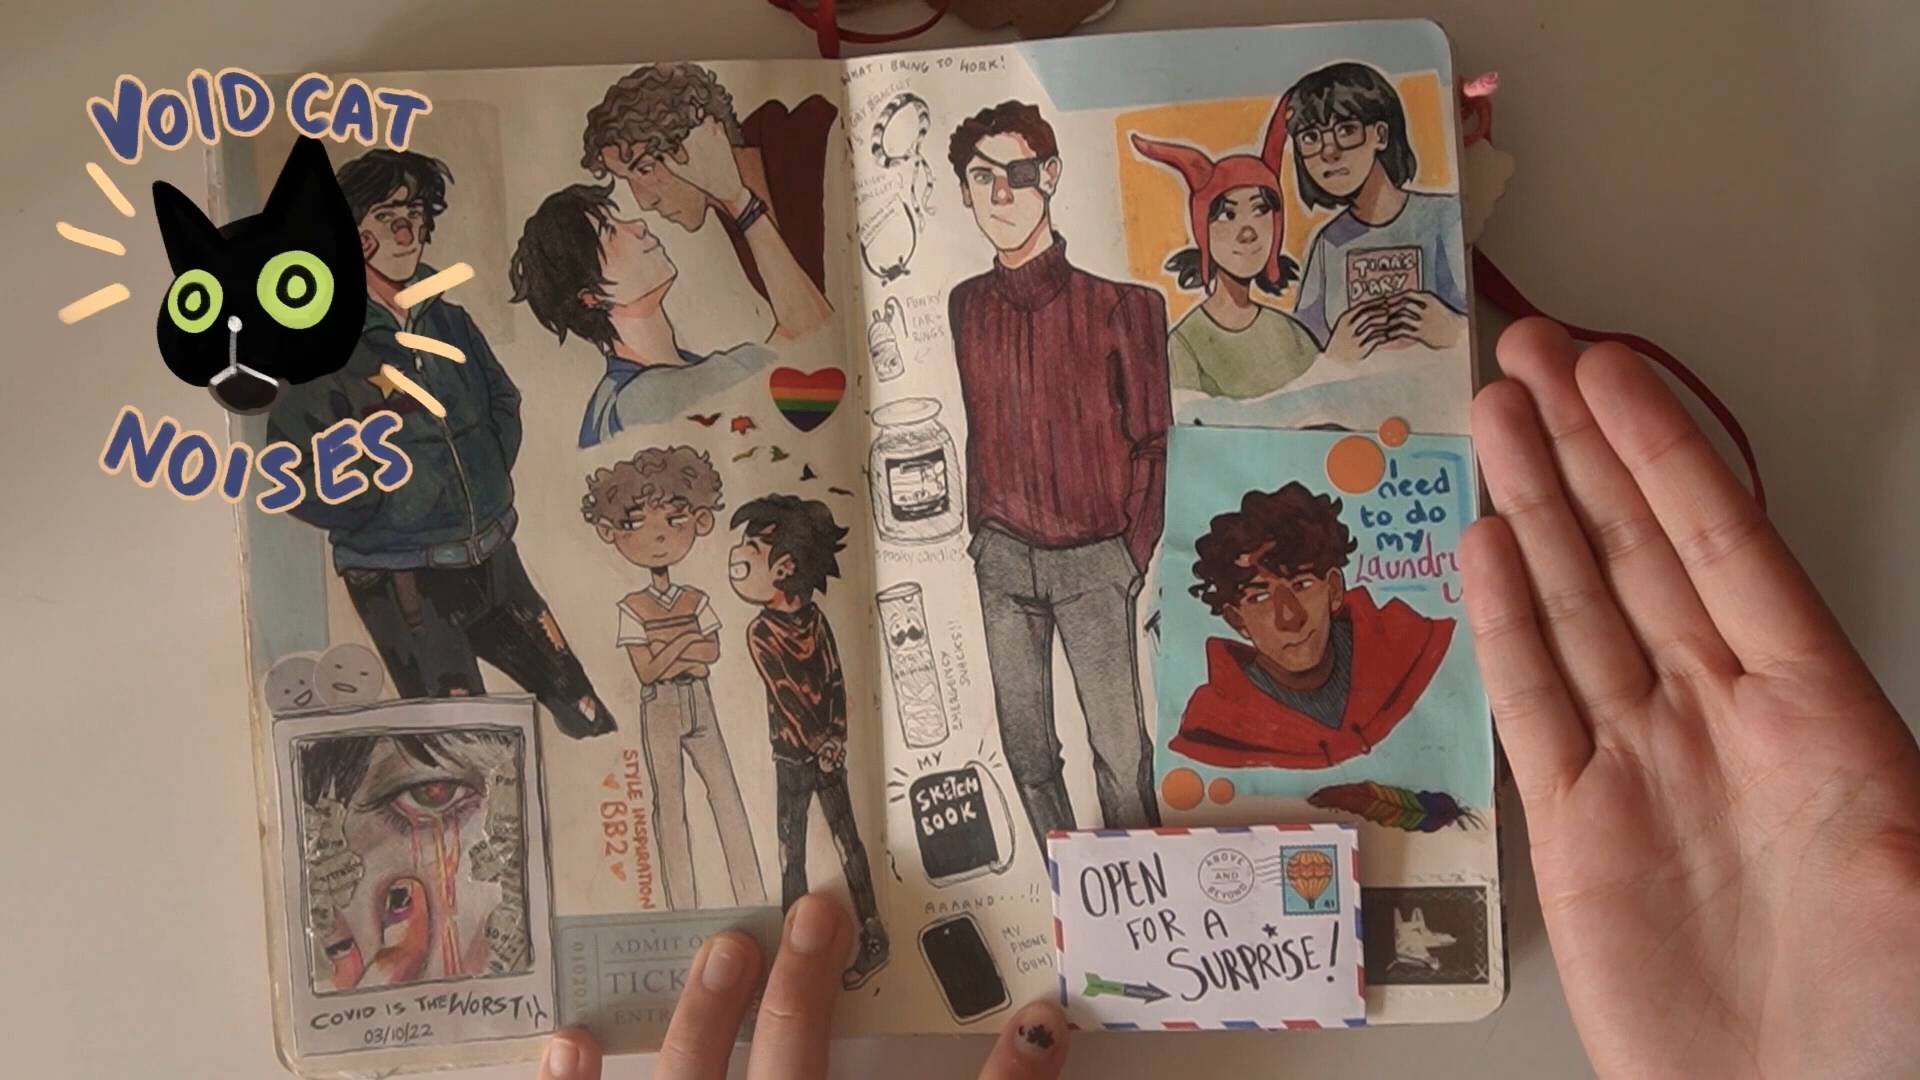 VOID CAT
NOISES
WHAT I BRING TO WORK!
FUNKY
EAR-
RINGS
TINA'S
DIARY
I
need
to do
my
Laundry
spooky candles
EMERGENCY
SNACKS!!
MY
SKETCH
BOOK
STYLE INSPIRATION
BB2
AAAAND...!!
MY
PHONE
(DUH)
OPEN
FOR A
SURPRISE!
ABOVE
AND
BEYOND
41
ADMIT
TICK
ENTR
COVID IS THE WORST!!
03/10/22